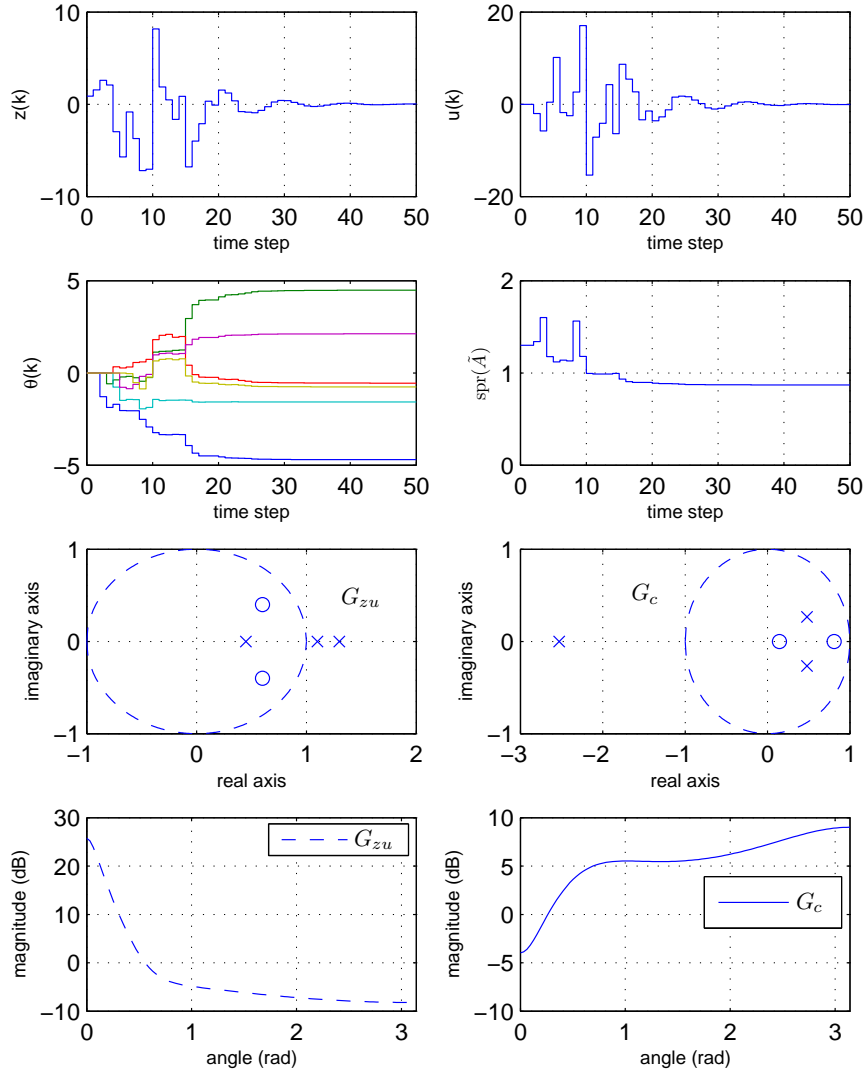 10
0
−10
z(k)
0 10 20 30 40 50
time step
20
0
−20
u(k)
0 10 20 30 40 50
time step
5
0
−5
θ(k)
0 10 20 30 40 50
time step
2
1
0
spr(Ã)
0 10 20 30 40 50
time step
1
0
−1
imaginary axis
G_{zu}
−1 0 1 2
real axis
1
0
−1
imaginary axis
G_c
−3 −2 −1 0 1
real axis
30
20
10
0
−10
magnitude (dB)
G_{zu}
0 1 2 3
angle (rad)
10
5
0
−5
−10
magnitude (dB)
G_c
0 1 2 3
angle (rad)